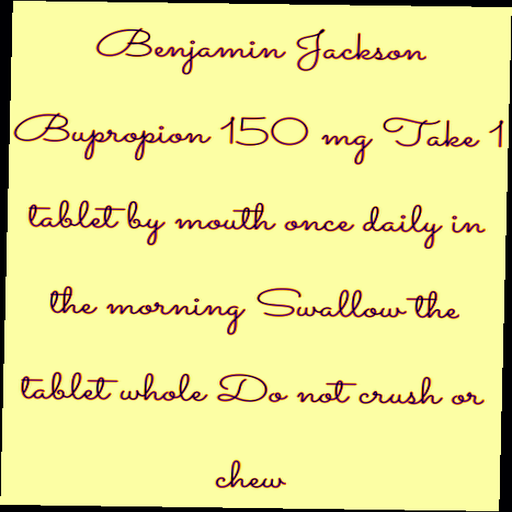 Benjamin Jackson
Bupropion 150 mg Take 1
tablet by mouth once daily in
the morning Swallow the
tablet whole Do not crush or
chew